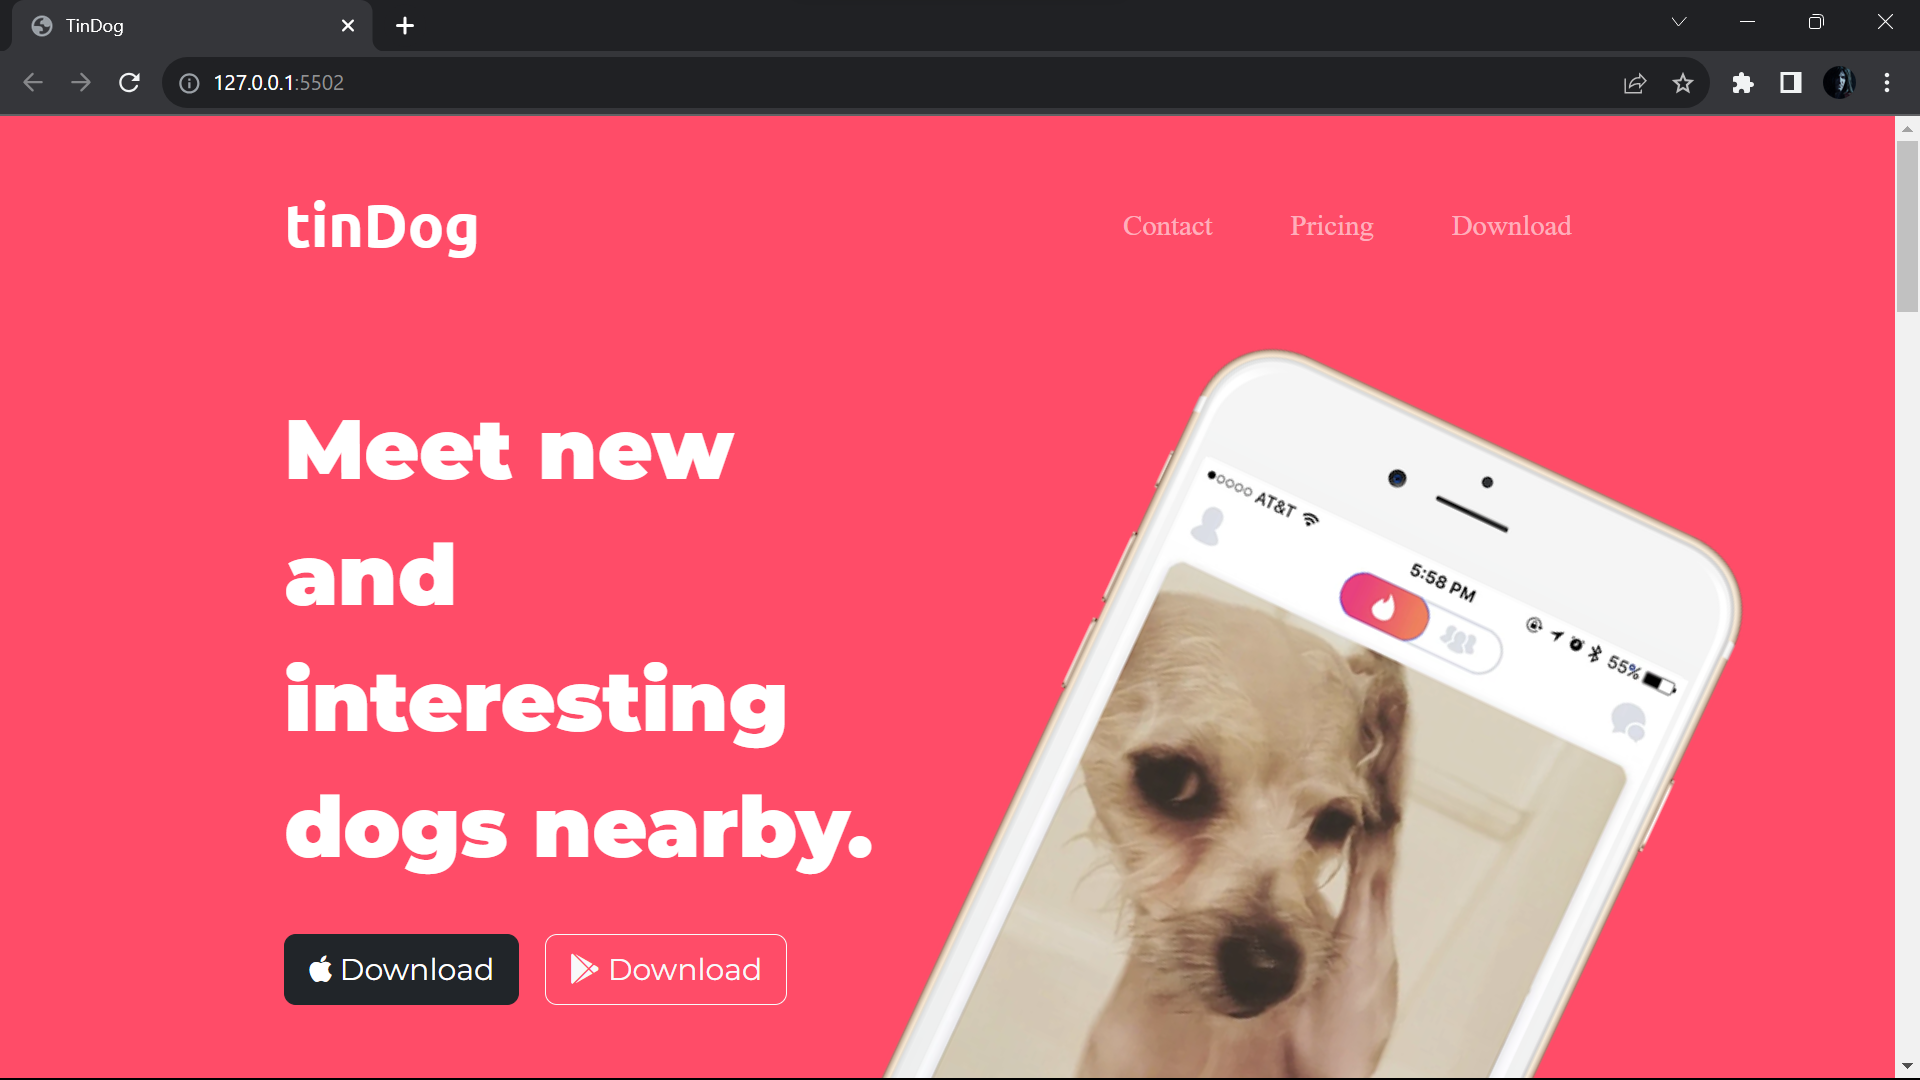 TinDog
127.0.0.1:5502
tinDog
Contact
Pricing
Download
Meet new
and
interesting
dogs nearby.
Download
Download
AT&T
5:58 PM
55%